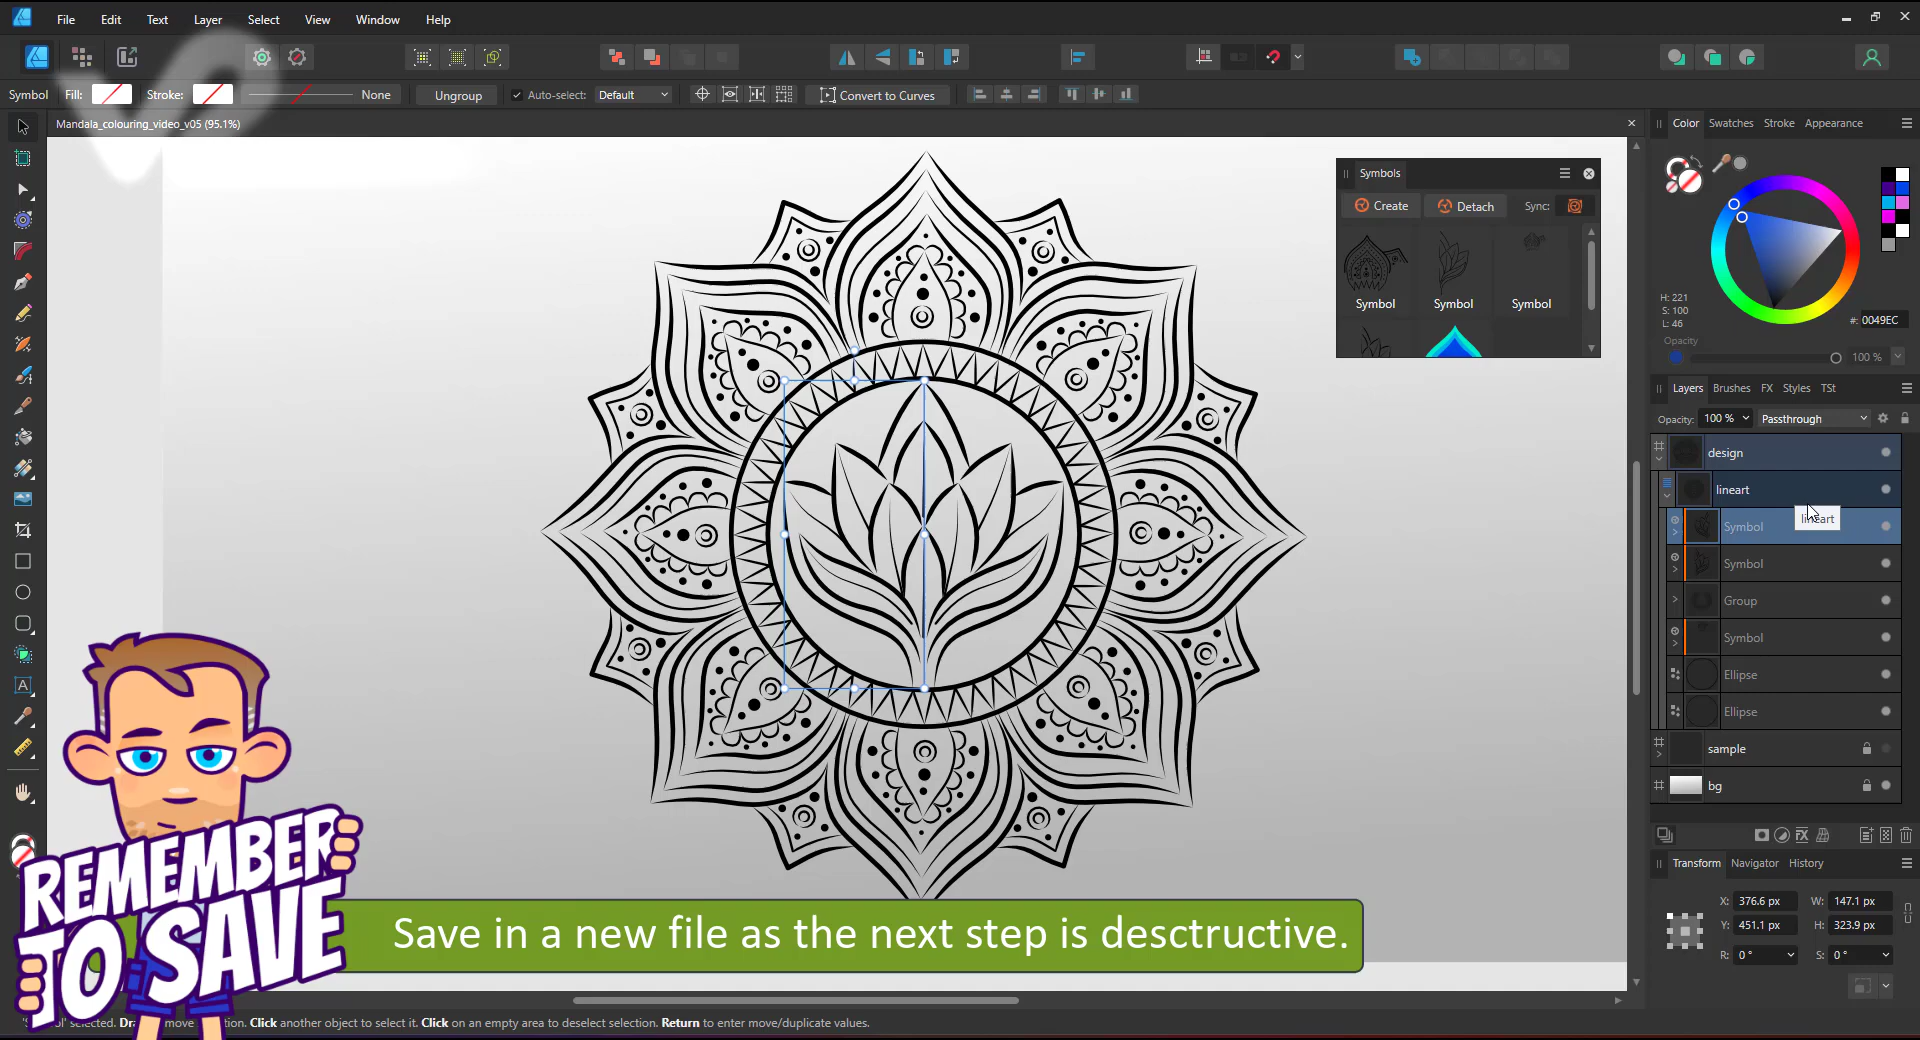 File Edit Text Layer Select View Window Help
Symbol Fill: Stroke: None Ungroup Auto-select: Default Convert to Curves
Mandala_colouring_video_v05 (95.1%)
Color Swatches Stroke Appearance
H: 221
S: 100
L: 46
#: 0049EC
Opacity
100 %
Symbols
Create Detach Sync:
Symbol Symbol Symbol
Layers Brushes FX Styles TSt
Opacity: 100 % Passthrough
design
lineart
Symbol
lineart
Symbol
Group
Symbol
Ellipse
Ellipse
sample
bg
Transform Navigator History
X: 376.6 px W: 147.1 px
Y: 451.1 px H: 323.9 px
R: 0 ° S: 0 °
REMEMBER
TO SAVE
Save in a new file as the next step is desctructive.
selected. move Click another object to select it. Click on an empty area to deselect selection. Return to enter move/duplicate values.